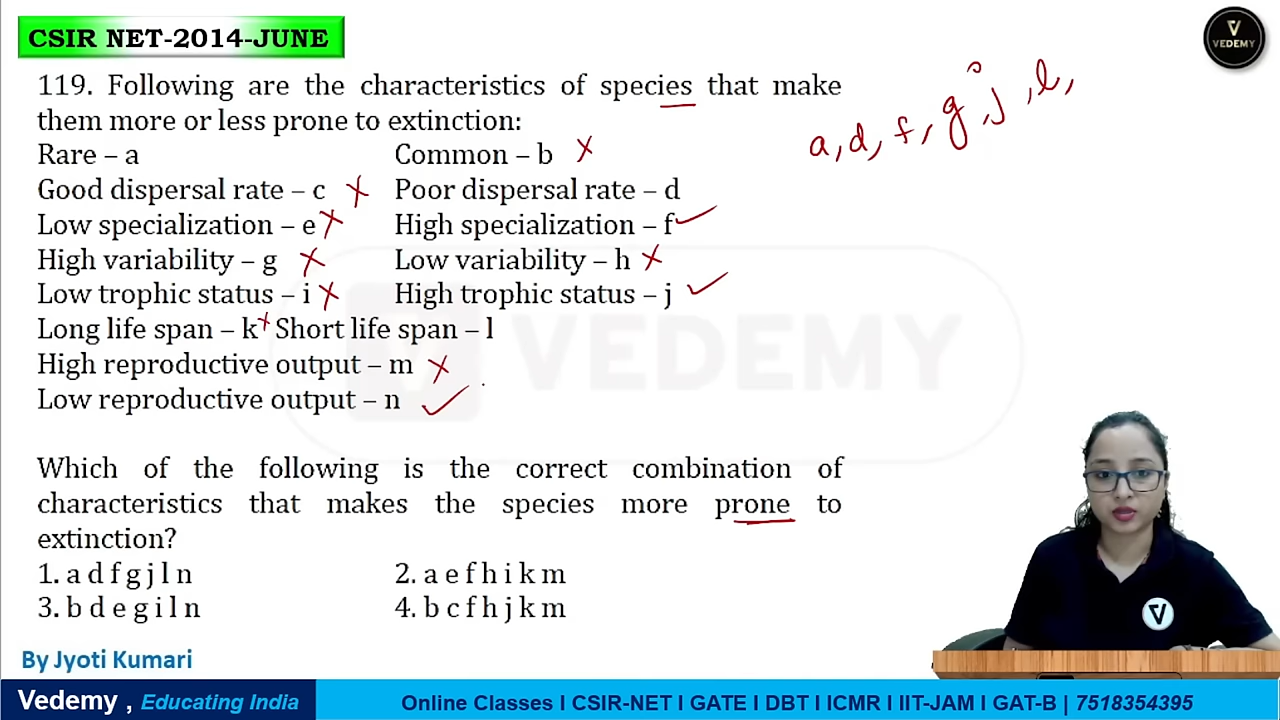 CSIR NET-2014-JUNE
VEDEMY
119. Following are the characteristics of species that make
them more or less prone to extinction:
Rare – a Common – b ×
Good dispersal rate – c × Poor dispersal rate – d
Low specialization – e × High specialization – f ✓
High variability – g × Low variability – h ×
Low trophic status – i × High trophic status – j ✓
Long life span – k × Short life span – l
High reproductive output – m ×
Low reproductive output – n ✓
a, d, f, g, j, l,
VEDEMY
Which of the following is the correct combination of
characteristics that makes the species more prone to
extinction?
1. a d f g j l n 2. a e f h i k m
3. b d e g i l n 4. b c f h j k m
By Jyoti Kumari
Vedemy , Educating India Online Classes I CSIR-NET I GATE I DBT I ICMR I IIT-JAM I GAT-B | 7518354395